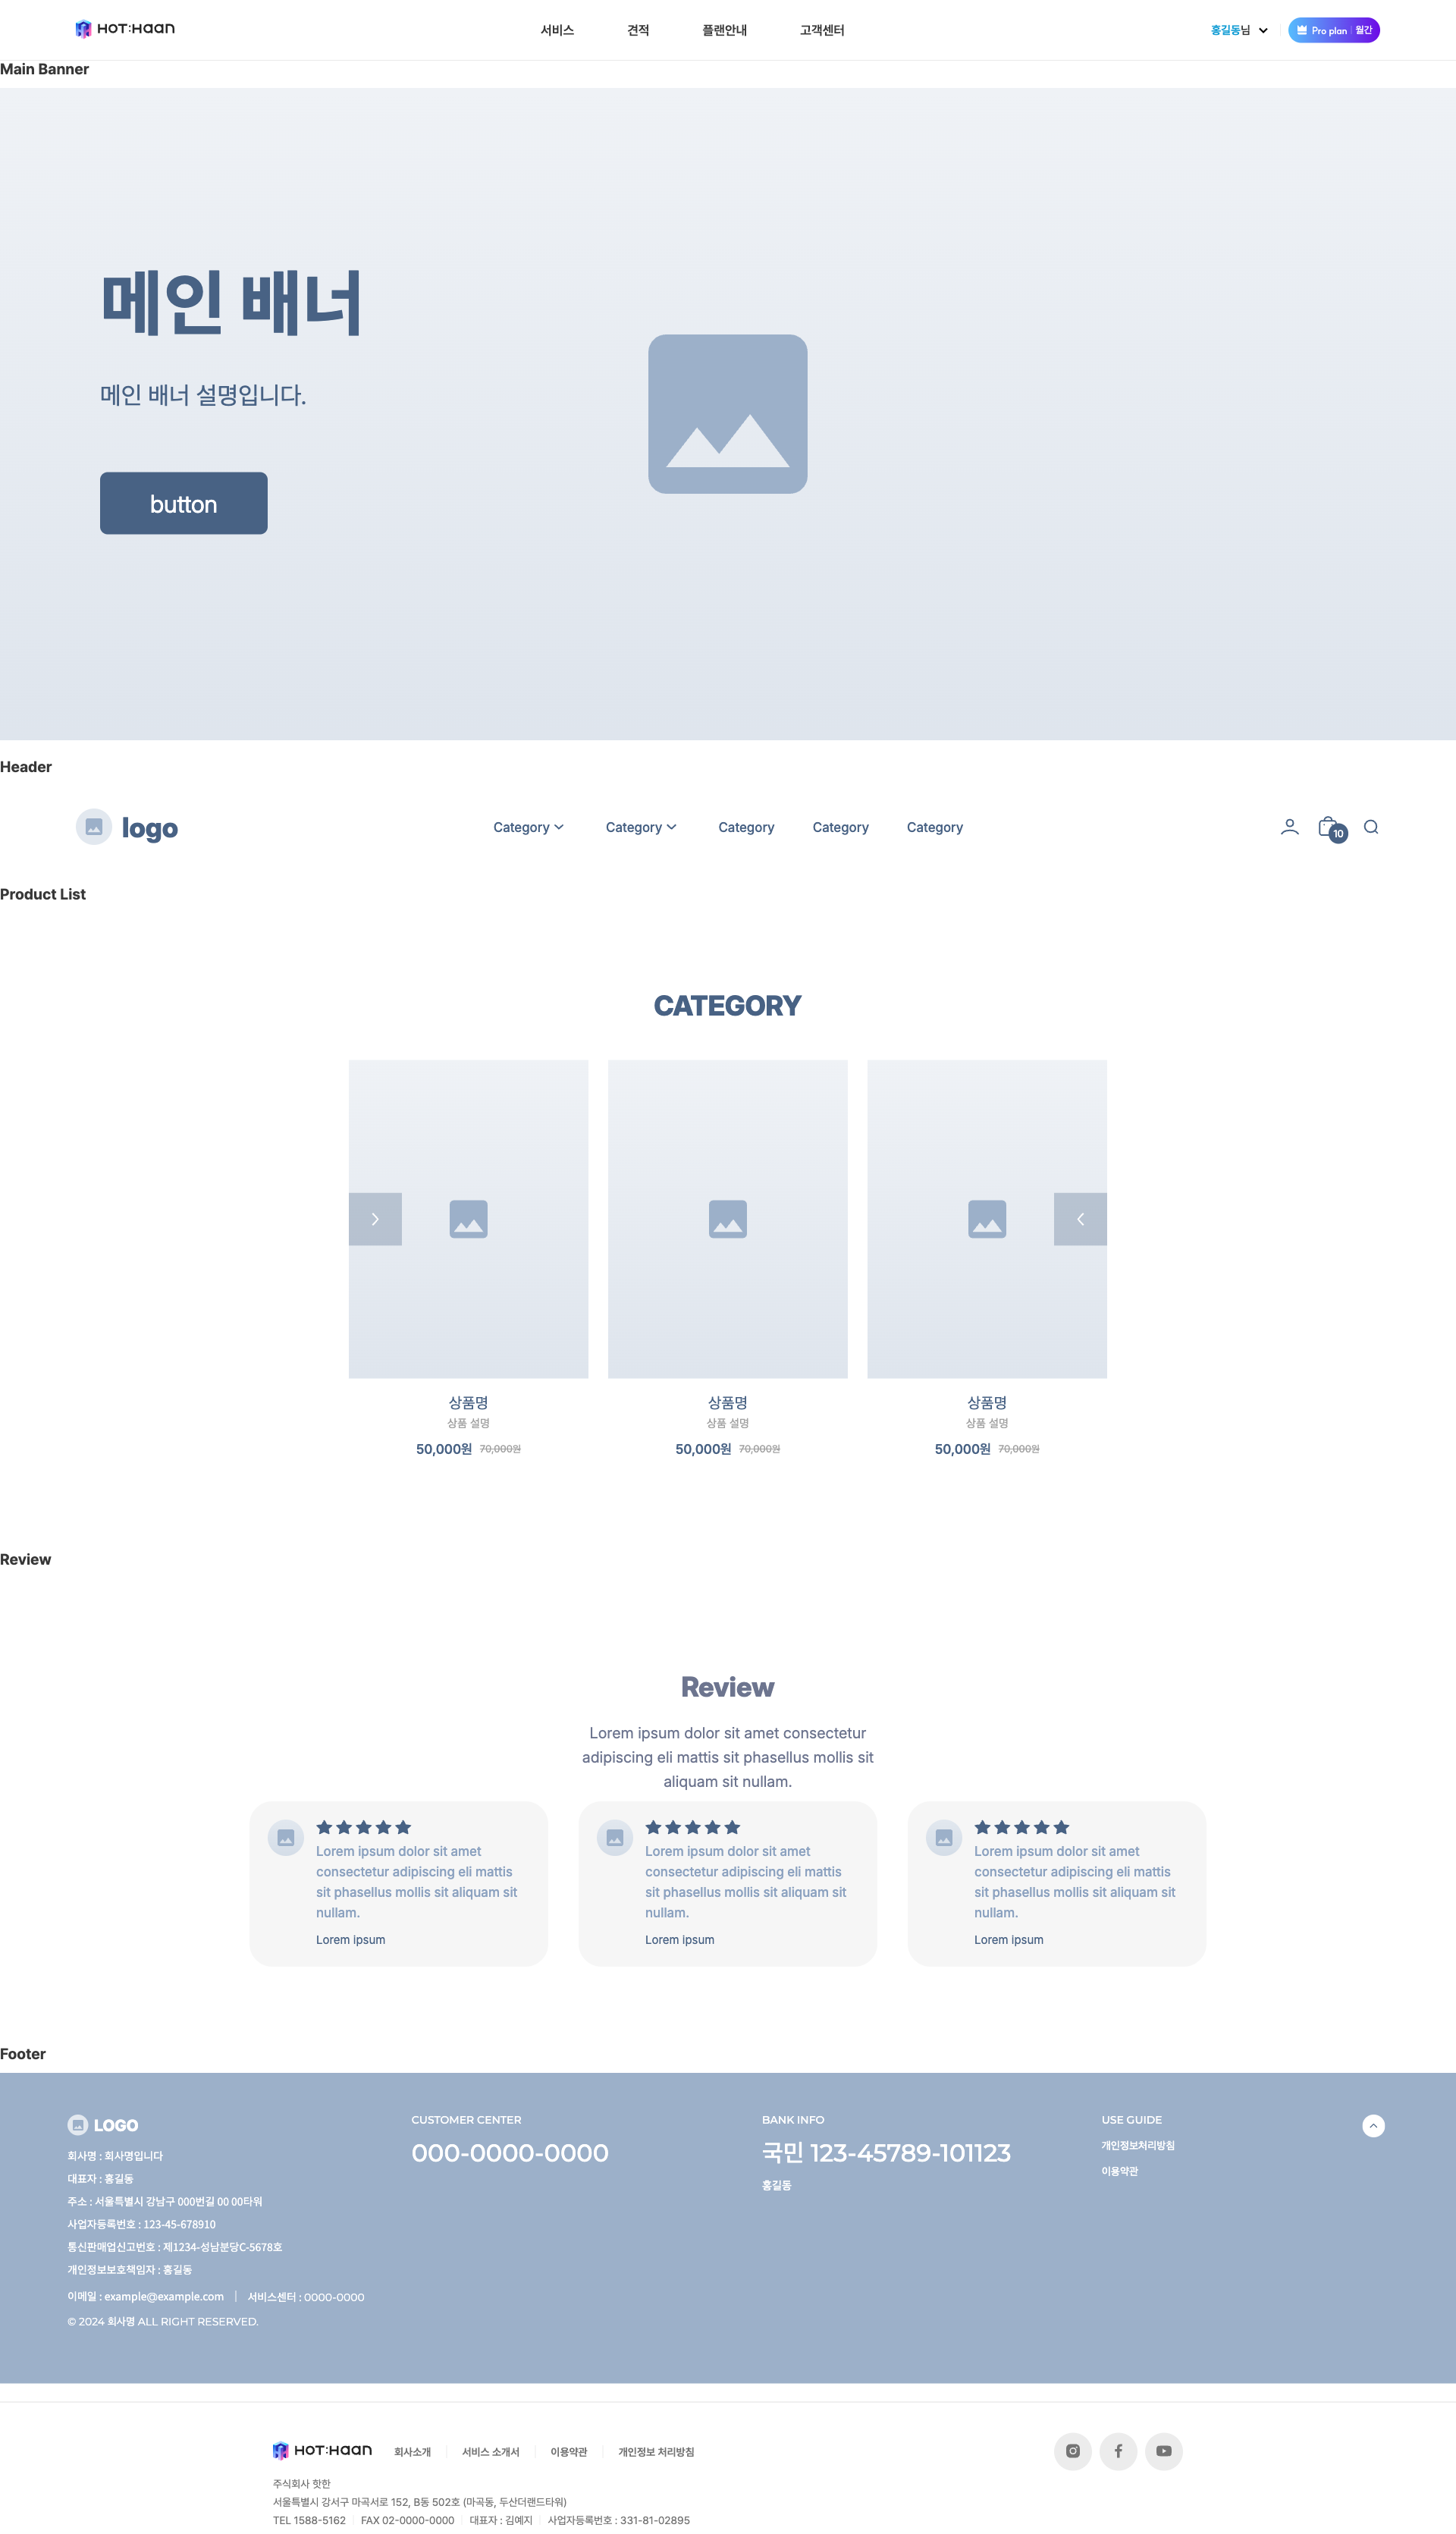 HOT:HAAN
서비스 견적 플랜안내 고객센터
홍길동님 Pro plan 월간
Main Banner
메인 배너
메인 배너 설명입니다.
button
Header
logo
Category Category Category Category Category
10
Product List
CATEGORY
상품명 상품명 상품명
상품 설명 상품 설명 상품 설명
50,000원 70,000원 50,000원 70,000원 50,000원 70,000원
Review
Review
Lorem ipsum dolor sit amet consectetur
adipiscing eli mattis sit phasellus mollis sit
aliquam sit nullam.
Lorem ipsum dolor sit amet
consectetur adipiscing eli mattis
sit phasellus mollis sit aliquam sit
nullam.
Lorem ipsum
Lorem ipsum dolor sit amet
consectetur adipiscing eli mattis
sit phasellus mollis sit aliquam sit
nullam.
Lorem ipsum
Lorem ipsum dolor sit amet
consectetur adipiscing eli mattis
sit phasellus mollis sit aliquam sit
nullam.
Lorem ipsum
Footer
LOGO
회사명 : 회사명입니다
대표자 : 홍길동
주소 : 서울특별시 강남구 000번길 00 00타워
사업자등록번호 : 123-45-678910
통신판매업신고번호 : 제1234-성남분당C-5678호
개인정보보호책임자 : 홍길동
이메일 : example@example.com | 서비스센터 : 0000-0000
© 2024 회사명 ALL RIGHT RESERVED.
CUSTOMER CENTER
000-0000-0000
BANK INFO
국민 123-45789-101123
홍길동
USE GUIDE
개인정보처리방침
이용약관
HOT:HAAN 회사소개 서비스 소개서 이용약관 개인정보 처리방침
주식회사 핫한
서울특별시 강서구 마곡서로 152, B동 502호 (마곡동, 두산더랜드타워)
TEL 1588-5162 FAX 02-0000-0000 대표자 : 김예지 사업자등록번호 : 331-81-02895